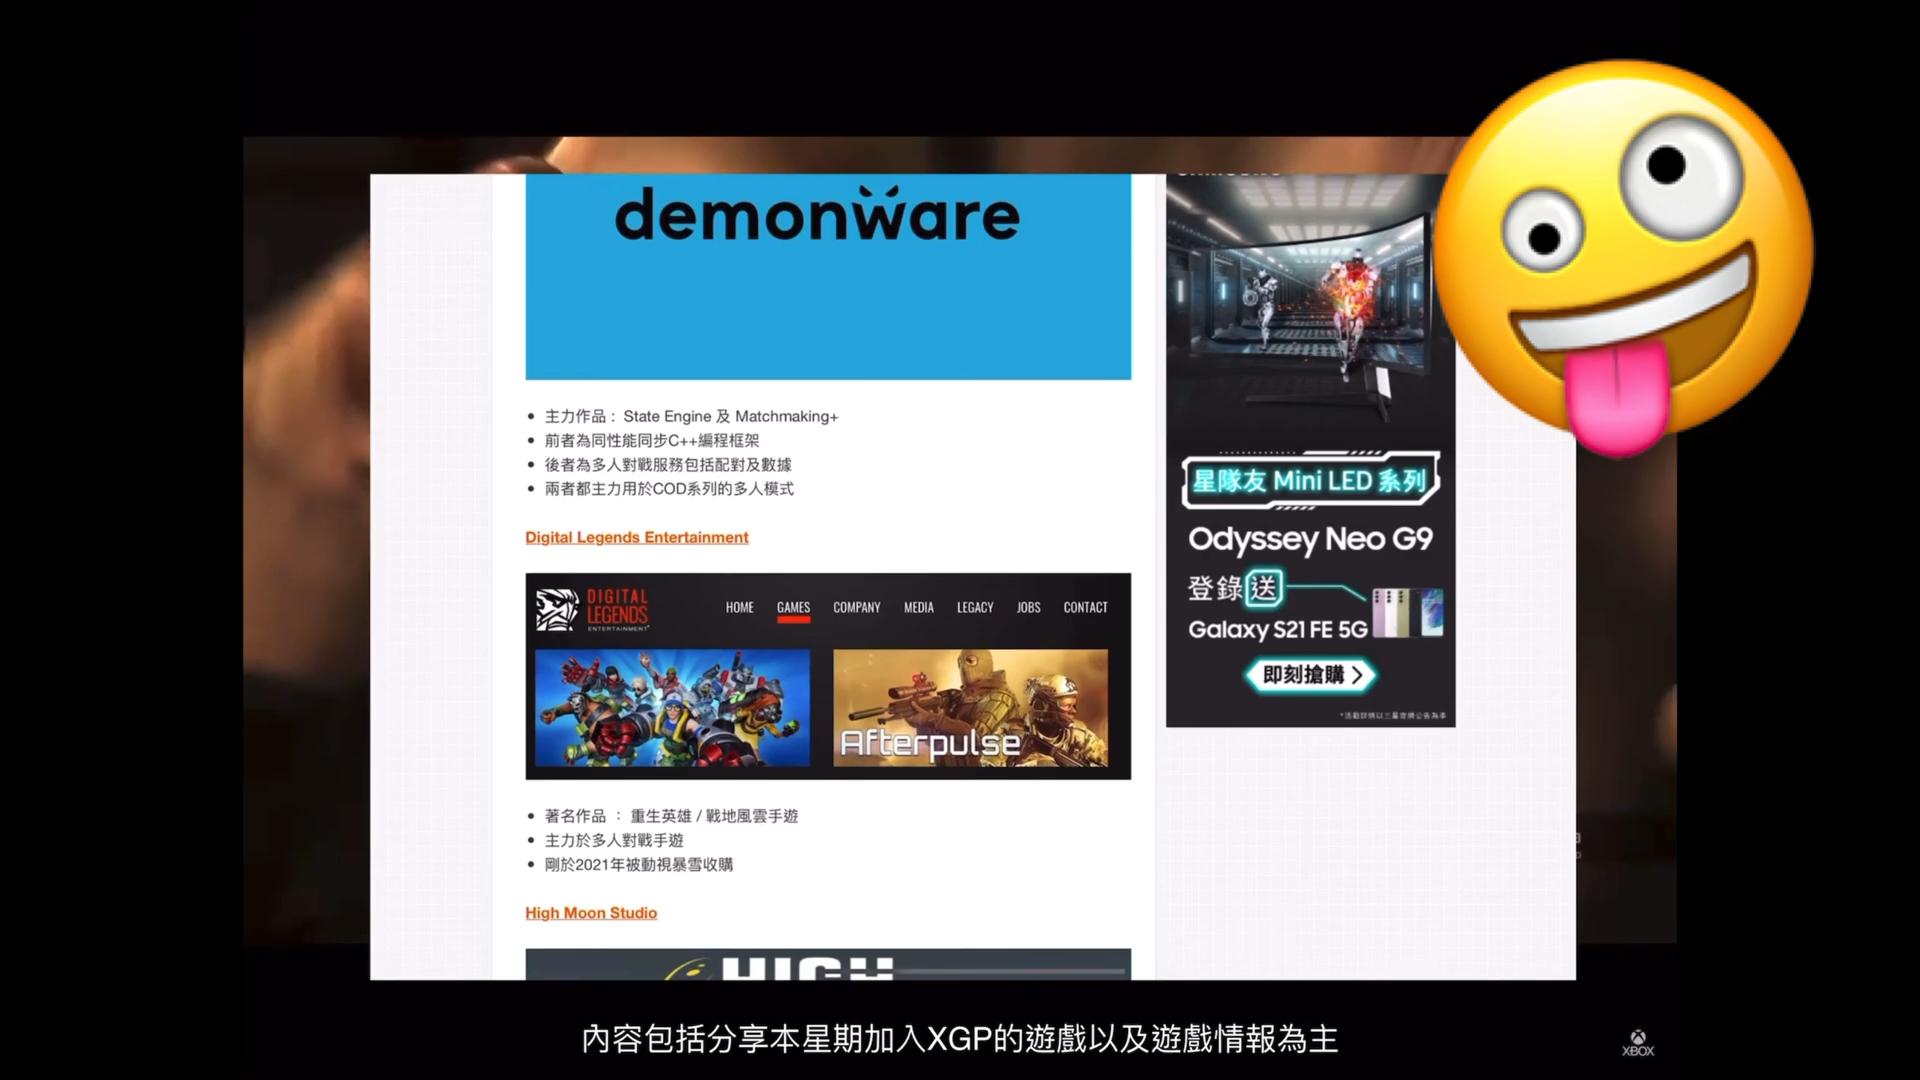 demonware
主力作品： State Engine 及 Matchmaking+
前者為同性能同步C++編程框架
後者為多人對戰服務包括配對及數據
兩者都主力用於COD系列的多人模式
Digital Legends Entertainment
DIGITAL
LEGENDS
ENTERTAINMENT
HOME GAMES COMPANY MEDIA LEGACY JOBS CONTACT
Afterpulse
著名作品 ： 重生英雄 / 戰地風雲手遊
主力於多人對戰手遊
剛於2021年被動視暴雪收購
High Moon Studio
HIGH
星隊友 Mini LED 系列
Odyssey Neo G9
登錄送
Galaxy S21 FE 5G
即刻搶購
內容包括分享本星期加入XGP的遊戲以及遊戲情報為主
XBOX